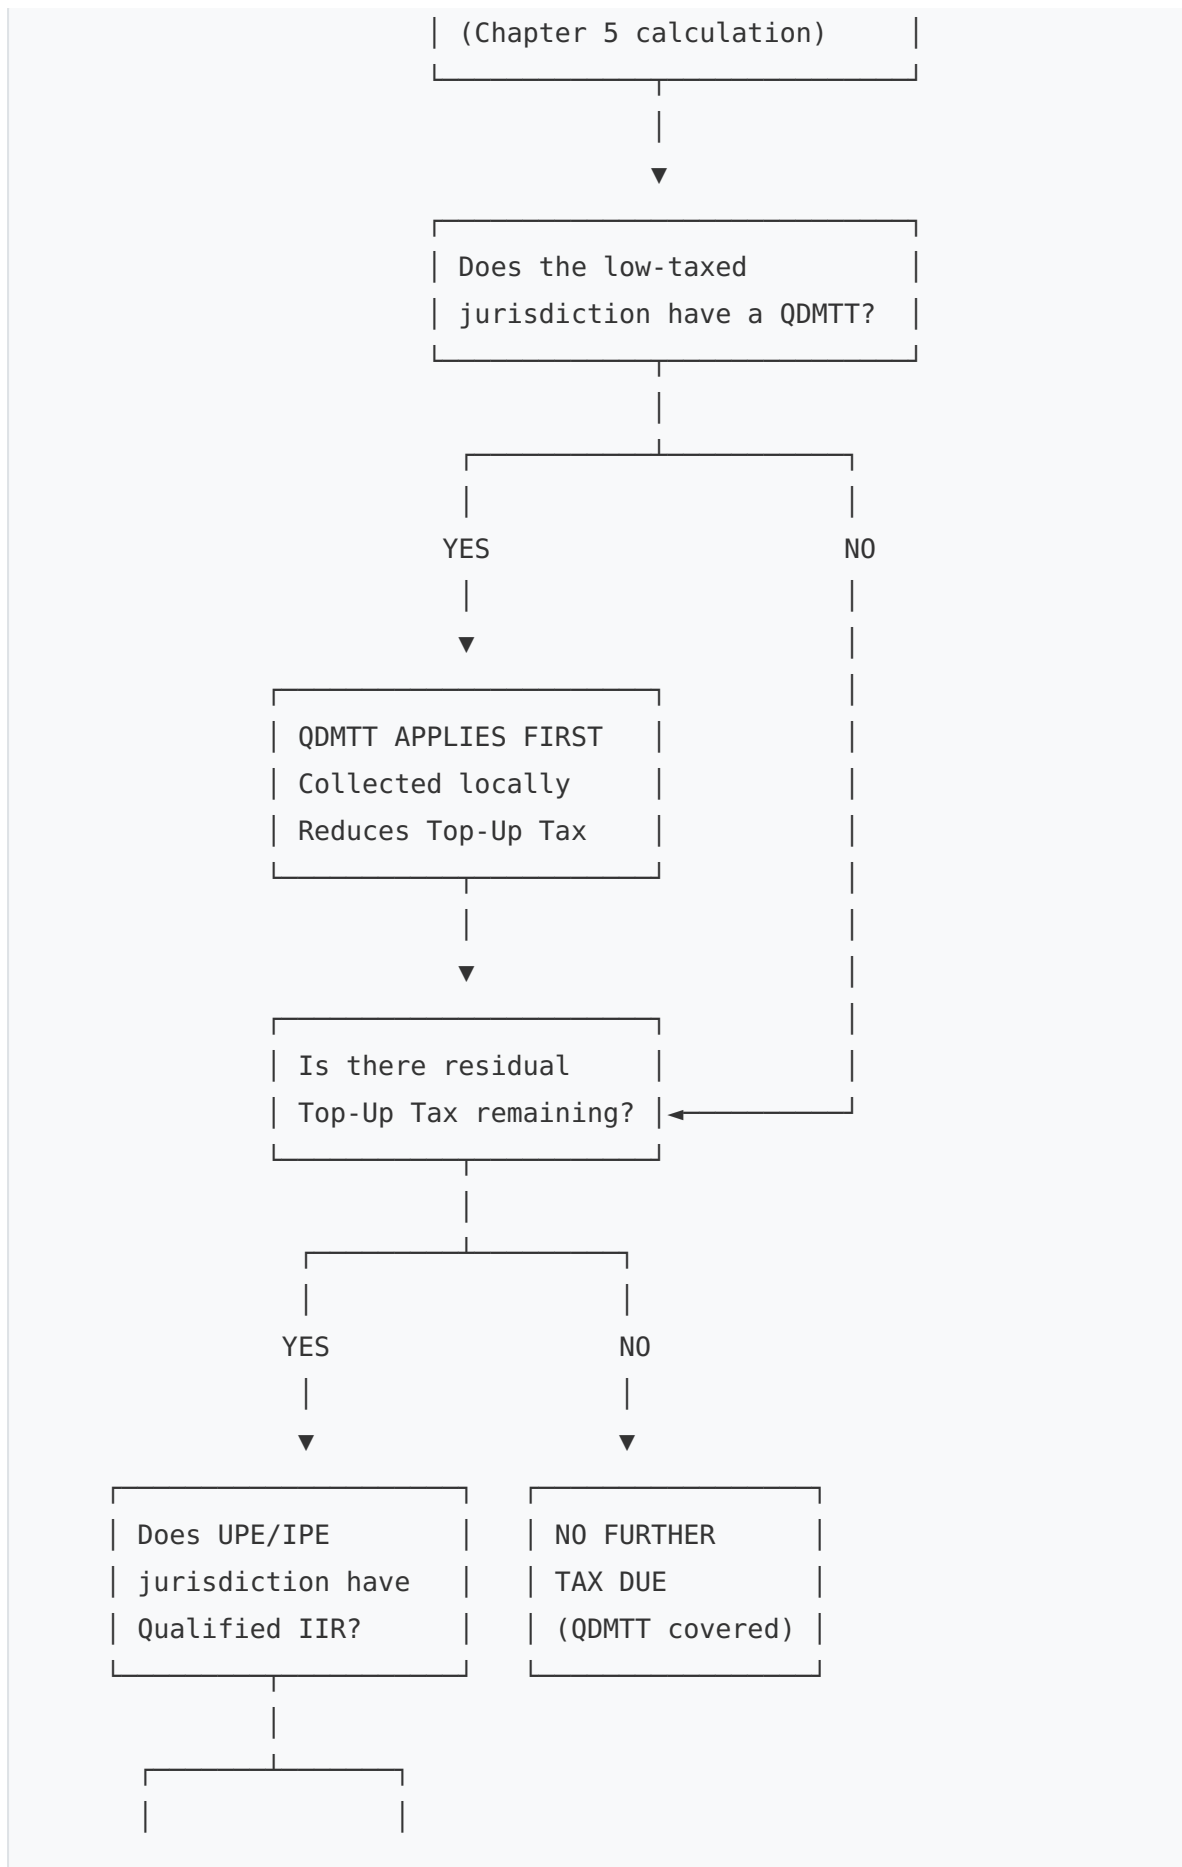 (Chapter 5 calculation)
Does the low-taxed
jurisdiction have a QDMTT?
YES NO
QDMTT APPLIES FIRST
Collected locally
Reduces Top-Up Tax
Is there residual
Top-Up Tax remaining?
YES NO
Does UPE/IPE
jurisdiction have
Qualified IIR?
NO FURTHER
TAX DUE
(QDMTT covered)